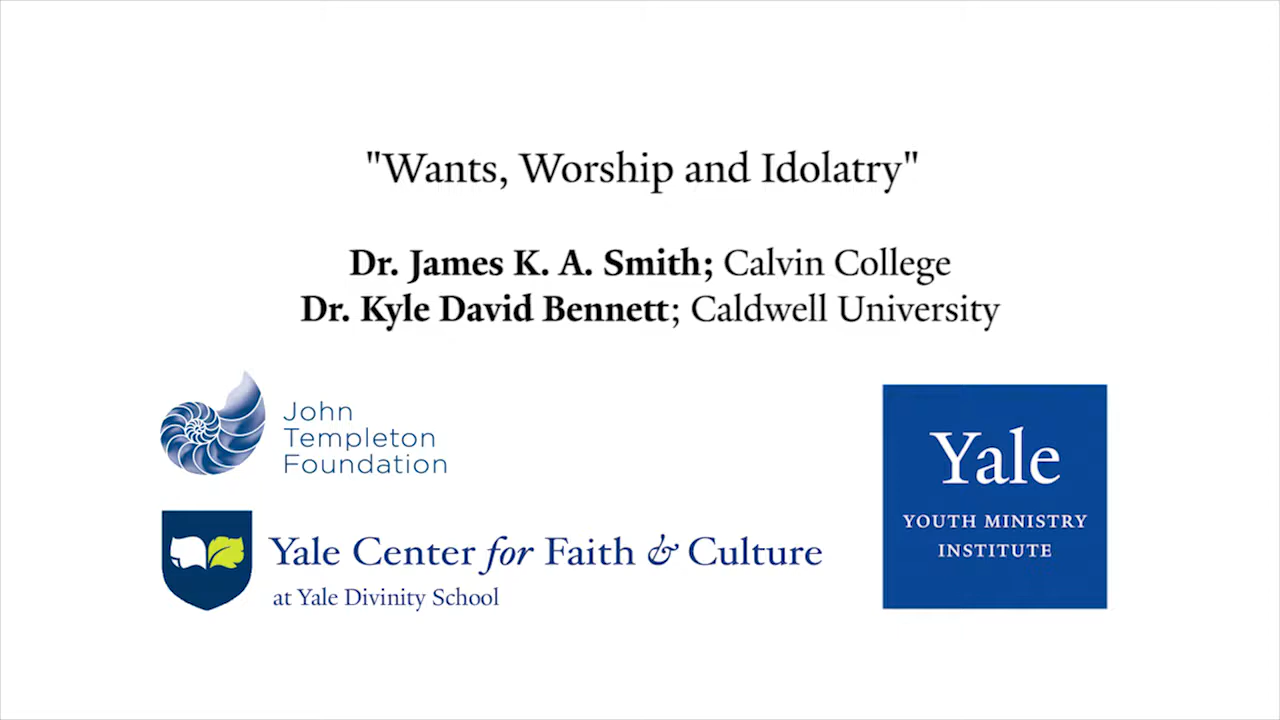 "Wants, Worship and Idolatry"
Dr. James K. A. Smith; Calvin College
Dr. Kyle David Bennett; Caldwell University
John
Templeton
Foundation
Yale Center for Faith & Culture
at Yale Divinity School
Yale
YOUTH MINISTRY
INSTITUTE